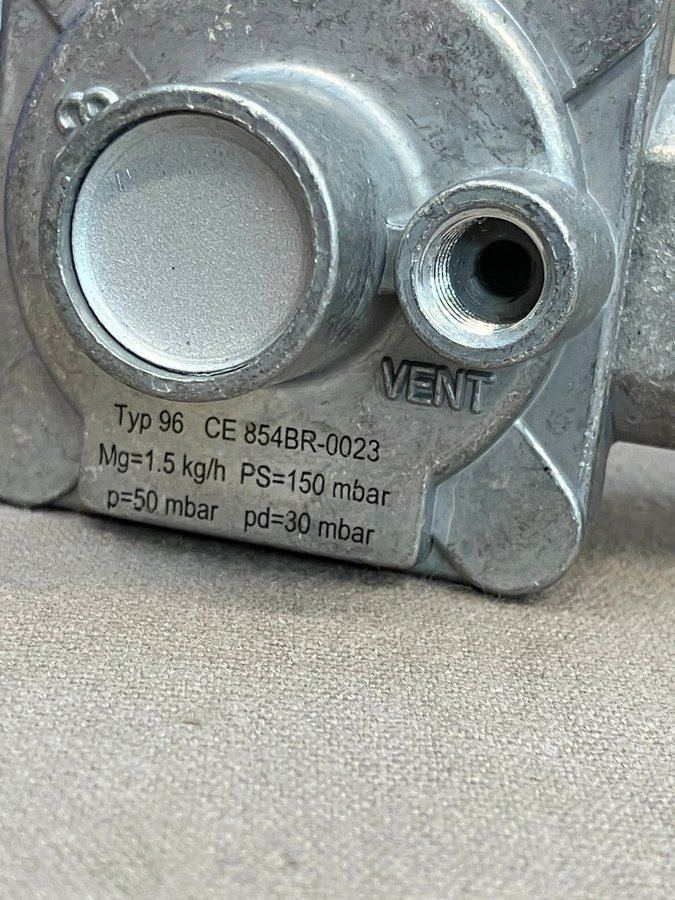 VENT
Typ 96 CE 854BR-0023
Mg=1.5 kg/h PS=150 mbar
p=50 mbar pd=30 mbar